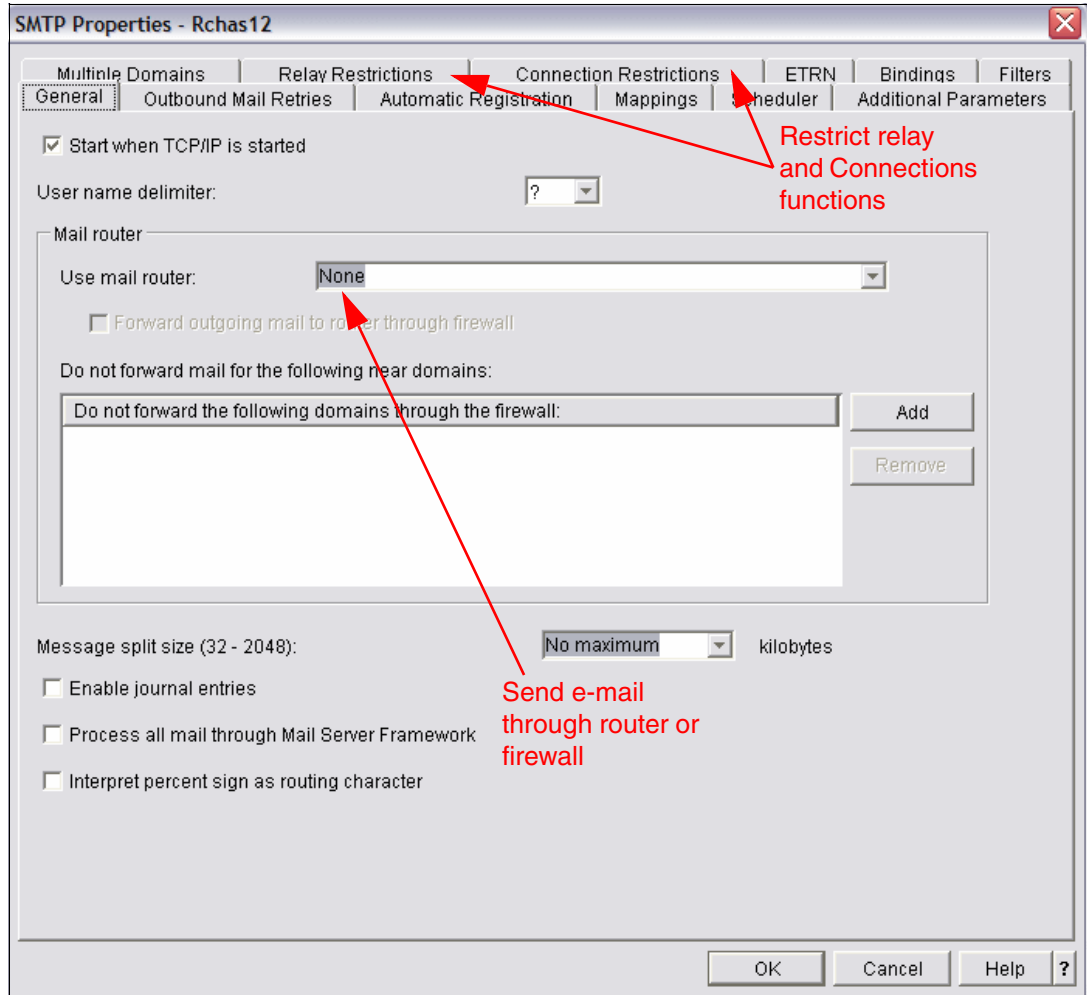 SMTP Properties - Rchas12
Multiple Domains
Relay Restrictions
Connection Restrictions
ETRN
Bindings
Filters
General
Outbound Mail Retries
Automatic Registration
Mappings
Scheduler
Additional Parameters
Start when TCP/IP is started
Restrict relay
and Connections
functions
User name delimiter:
?
Mail router
Use mail router:
None
Forward outgoing mail to router through firewall
Do not forward mail for the following near domains:
Do not forward the following domains through the firewall:
Add
Remove
Message split size (32 - 2048):
No maximum
kilobytes
Enable journal entries
Send e-mail
through router or
firewall
Process all mail through Mail Server Framework
Interpret percent sign as routing character
OK
Cancel
Help
?